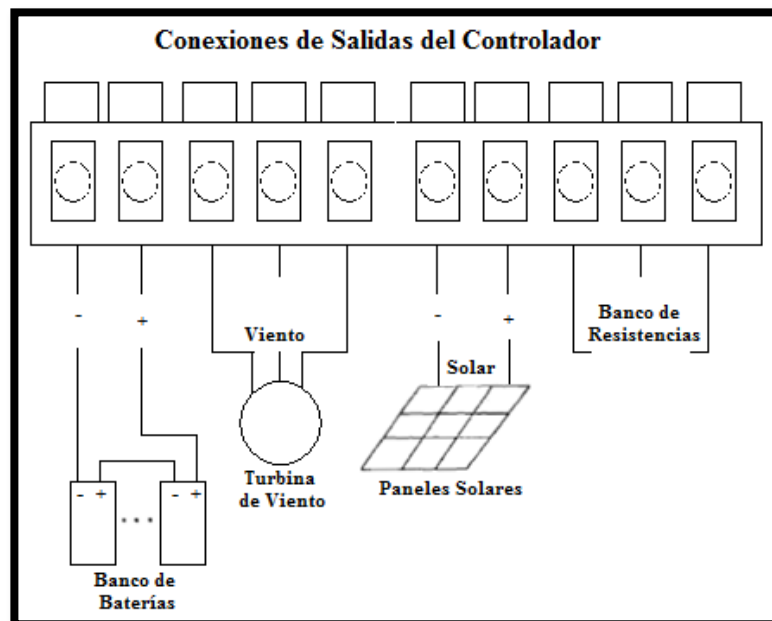 Conexiones de Salidas del Controlador
- + - +
Viento
Banco de
Resistencias
Solar
Turbina
de Viento
Paneles Solares
- + - +
Banco de
Baterías